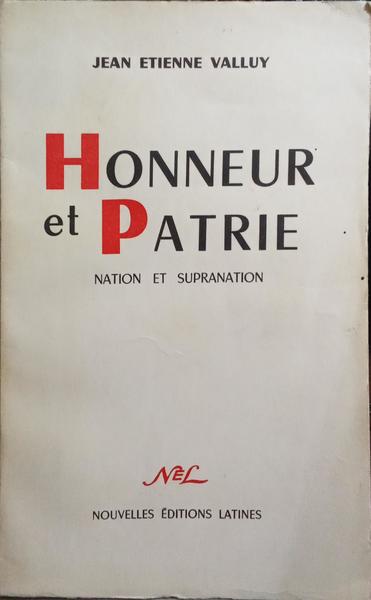 JEAN ETIENNE VALLUY
HONNEUR
et PATRIE
NATION ET SUPRANATION
NEL
NOUVELLES ÉDITIONS LATINES